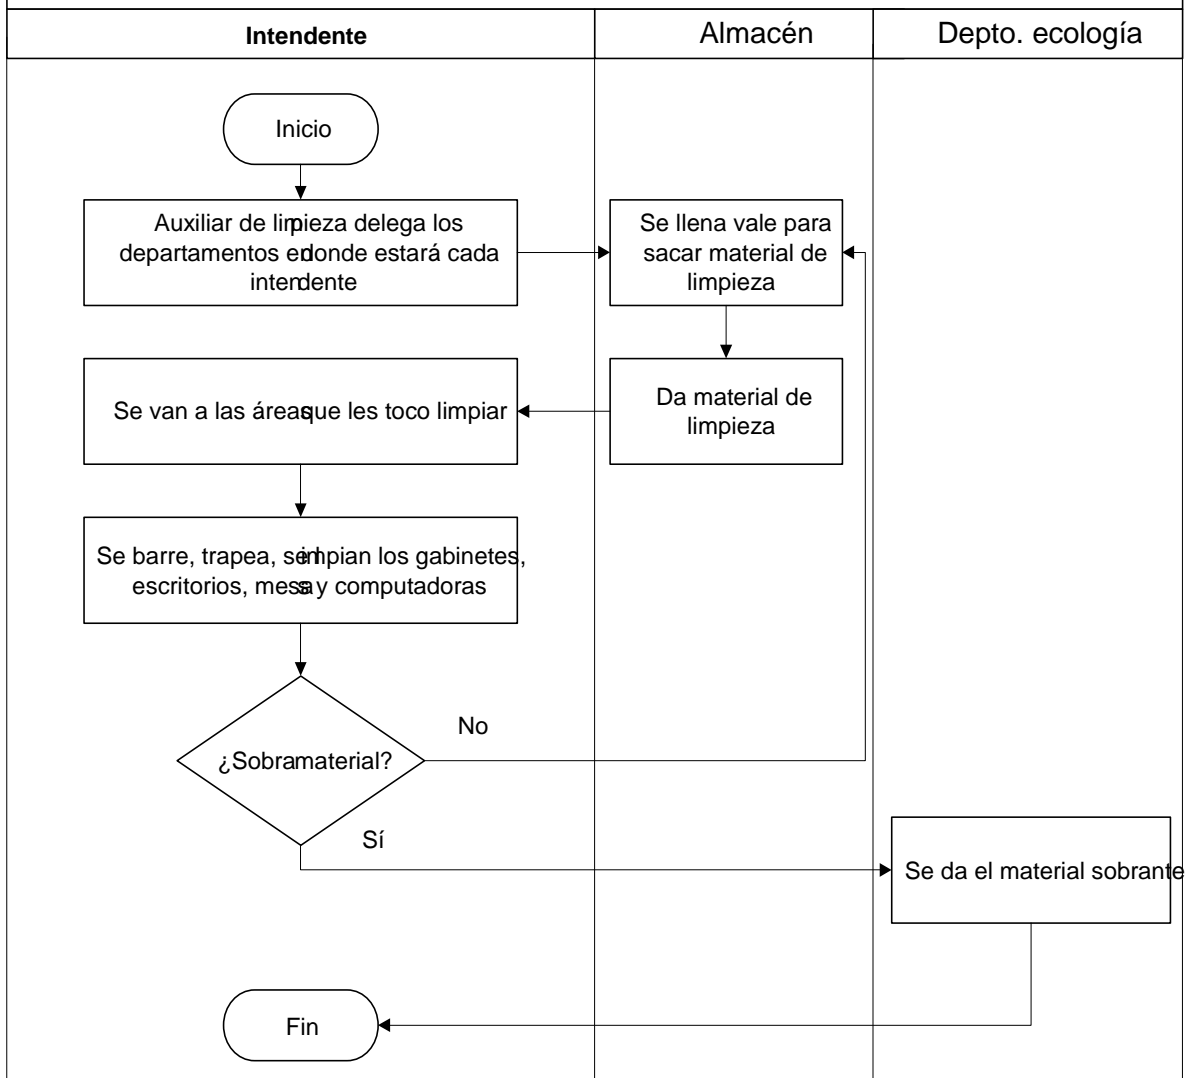 Intendente
Almacén
Depto. ecología
Inicio
Auxiliar de limpieza delega los
departamentos en donde estará cada
intendente
Se llena vale para
sacar material de
limpieza
Se van a las áreas que les toco limpiar
Da material de
limpieza
Se barre, trapea, se limpian los gabinetes,
escritorios, mesas y computadoras
¿Sobra material?
No
Sí
Se da el material sobrante
Fin